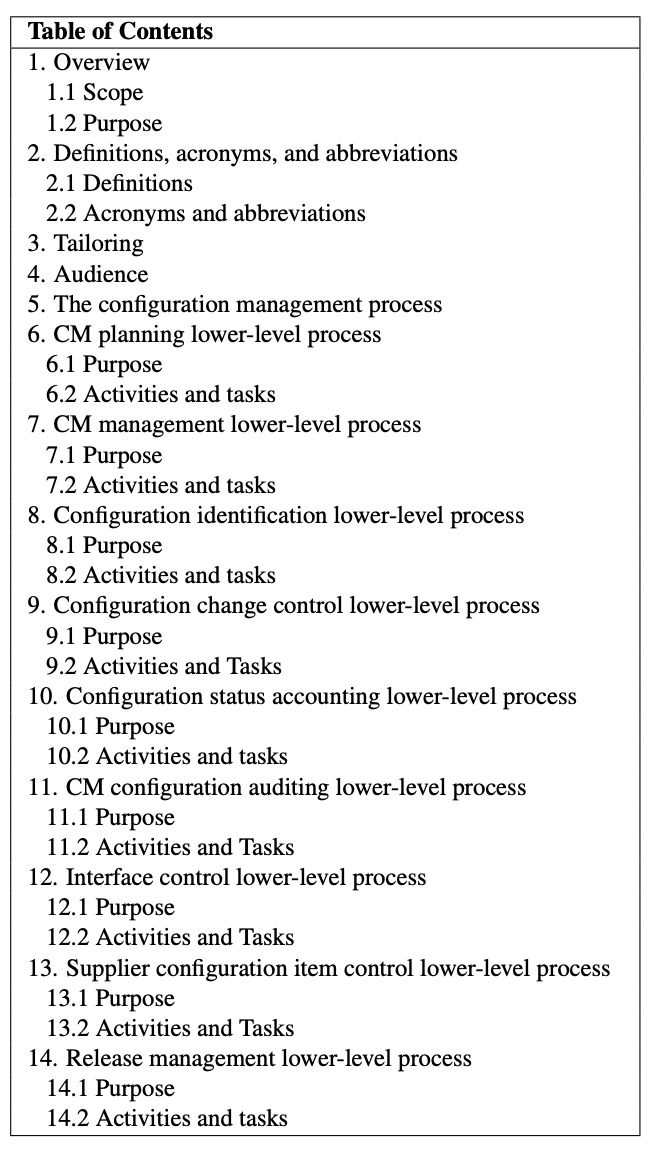 Table of Contents
1. Overview
1.1 Scope
1.2 Purpose
2. Definitions, acronyms, and abbreviations
2.1 Definitions
2.2 Acronyms and abbreviations
3. Tailoring
4. Audience
5. The configuration management process
6. CM planning lower-level process
6.1 Purpose
6.2 Activities and tasks
7. CM management lower-level process
7.1 Purpose
7.2 Activities and tasks
8. Configuration identification lower-level process
8.1 Purpose
8.2 Activities and tasks
9. Configuration change control lower-level process
9.1 Purpose
9.2 Activities and Tasks
10. Configuration status accounting lower-level process
10.1 Purpose
10.2 Activities and tasks
11. CM configuration auditing lower-level process
11.1 Purpose
11.2 Activities and Tasks
12. Interface control lower-level process
12.1 Purpose
12.2 Activities and Tasks
13. Supplier configuration item control lower-level process
13.1 Purpose
13.2 Activities and Tasks
14. Release management lower-level process
14.1 Purpose
14.2 Activities and tasks